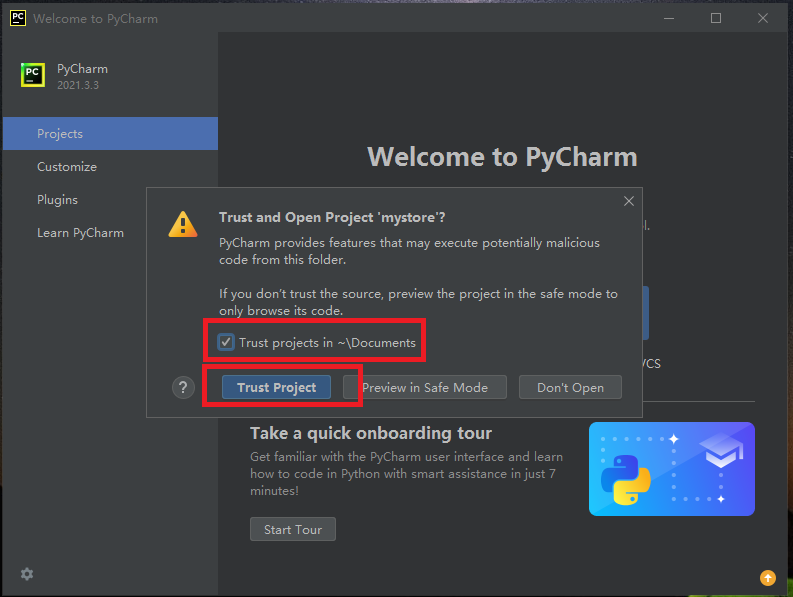 PC Welcome to PyCharm
PC
PyCharm
2021.3.3
Projects
Customize
Plugins
Learn PyCharm
Welcome to PyCharm
Trust and Open Project 'mystore'?
PyCharm provides features that may execute potentially malicious
code from this folder.
If you don't trust the source, preview the project in the safe mode to
only browse its code.
Trust projects in ~\Documents
? Trust Project Preview in Safe Mode Don't Open
VCS
Take a quick onboarding tour
Get familiar with the PyCharm user interface and learn
how to code in Python with smart assistance in just 7
minutes!
Start Tour